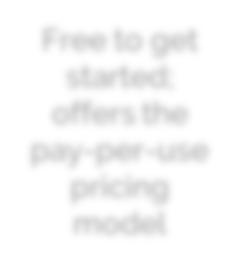 Free to get
started;
offers the
pay-per-use
pricing
model